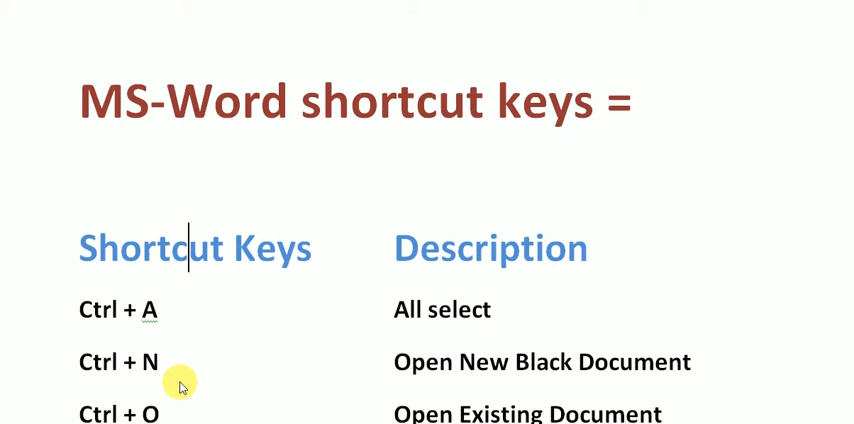 MS-Word shortcut keys =
Shortcut Keys Description
Ctrl + A All select
Ctrl + N Open New Black Document
Ctrl + O Open Existing Document